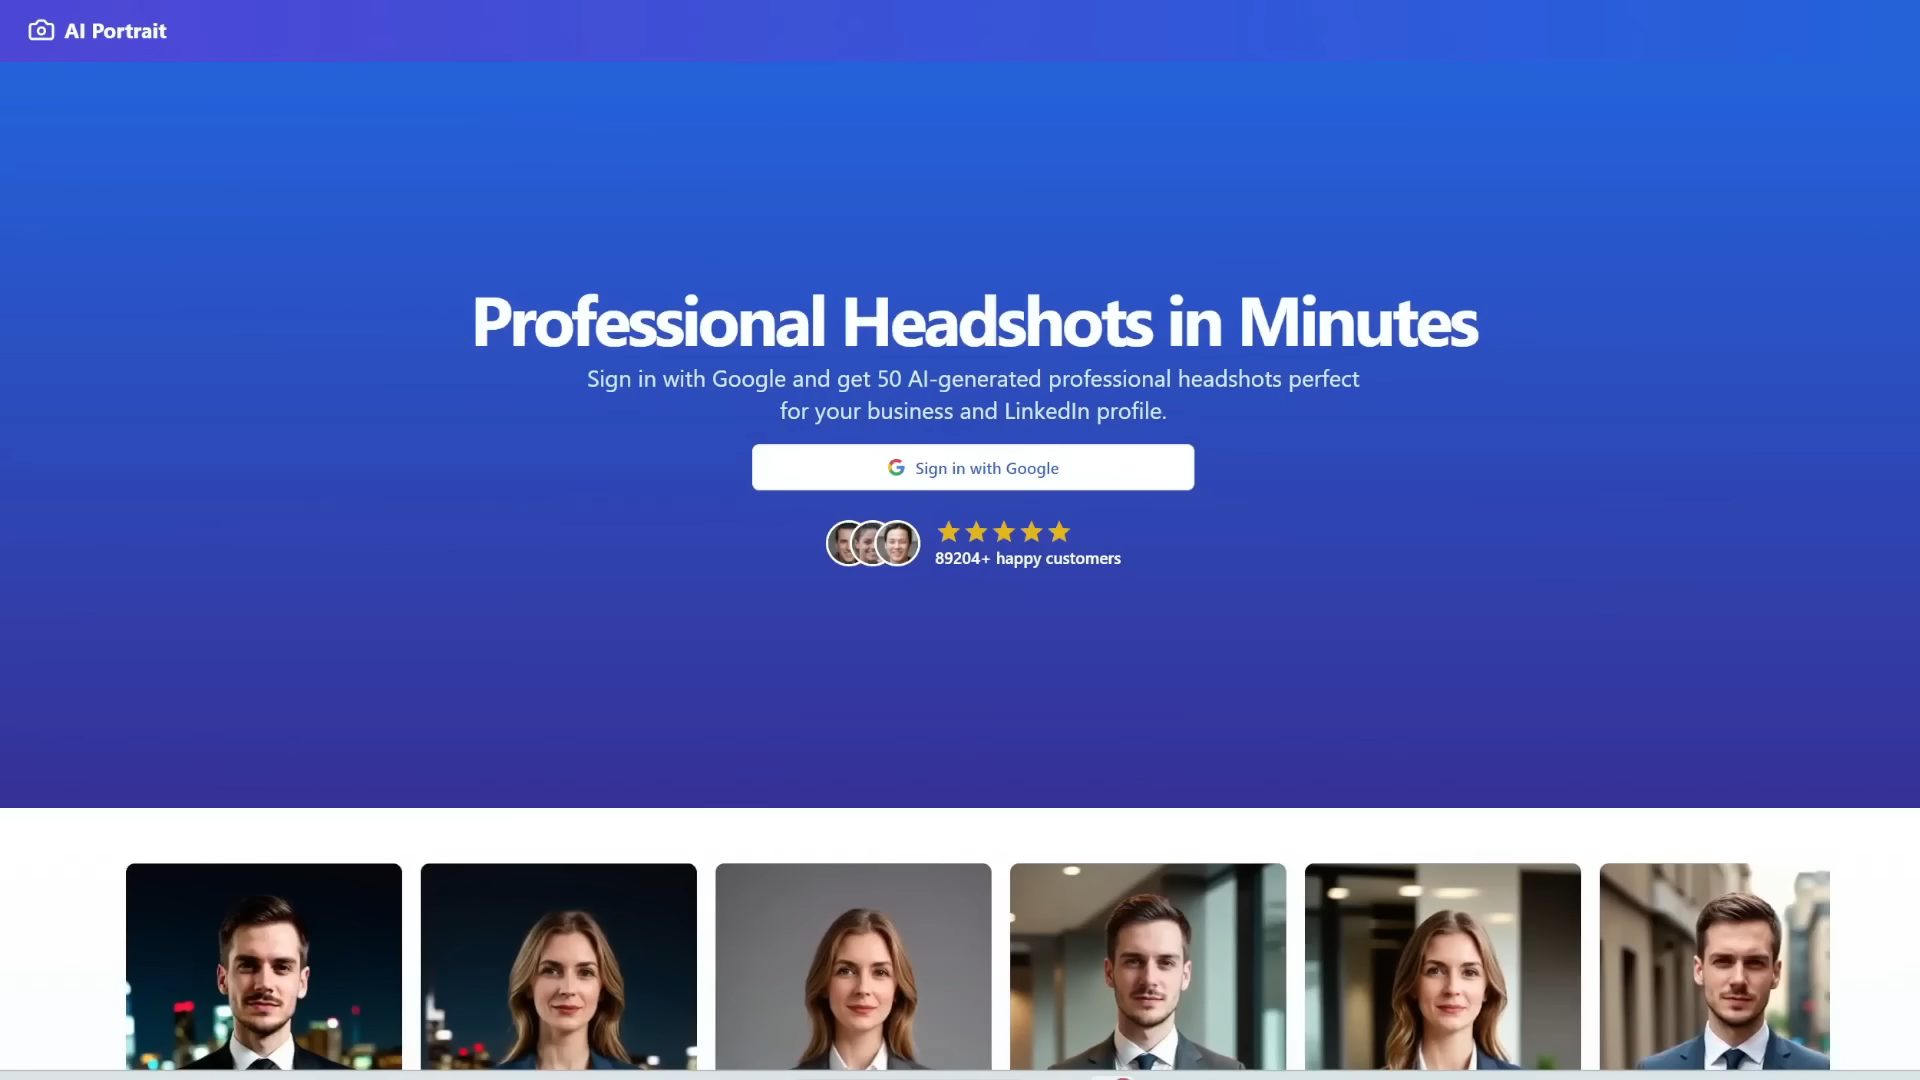 AI Portrait
Professional Headshots in Minutes
Sign in with Google and get 50 AI-generated professional headshots perfect
for your business and LinkedIn profile.
Sign in with Google
89204+ happy customers